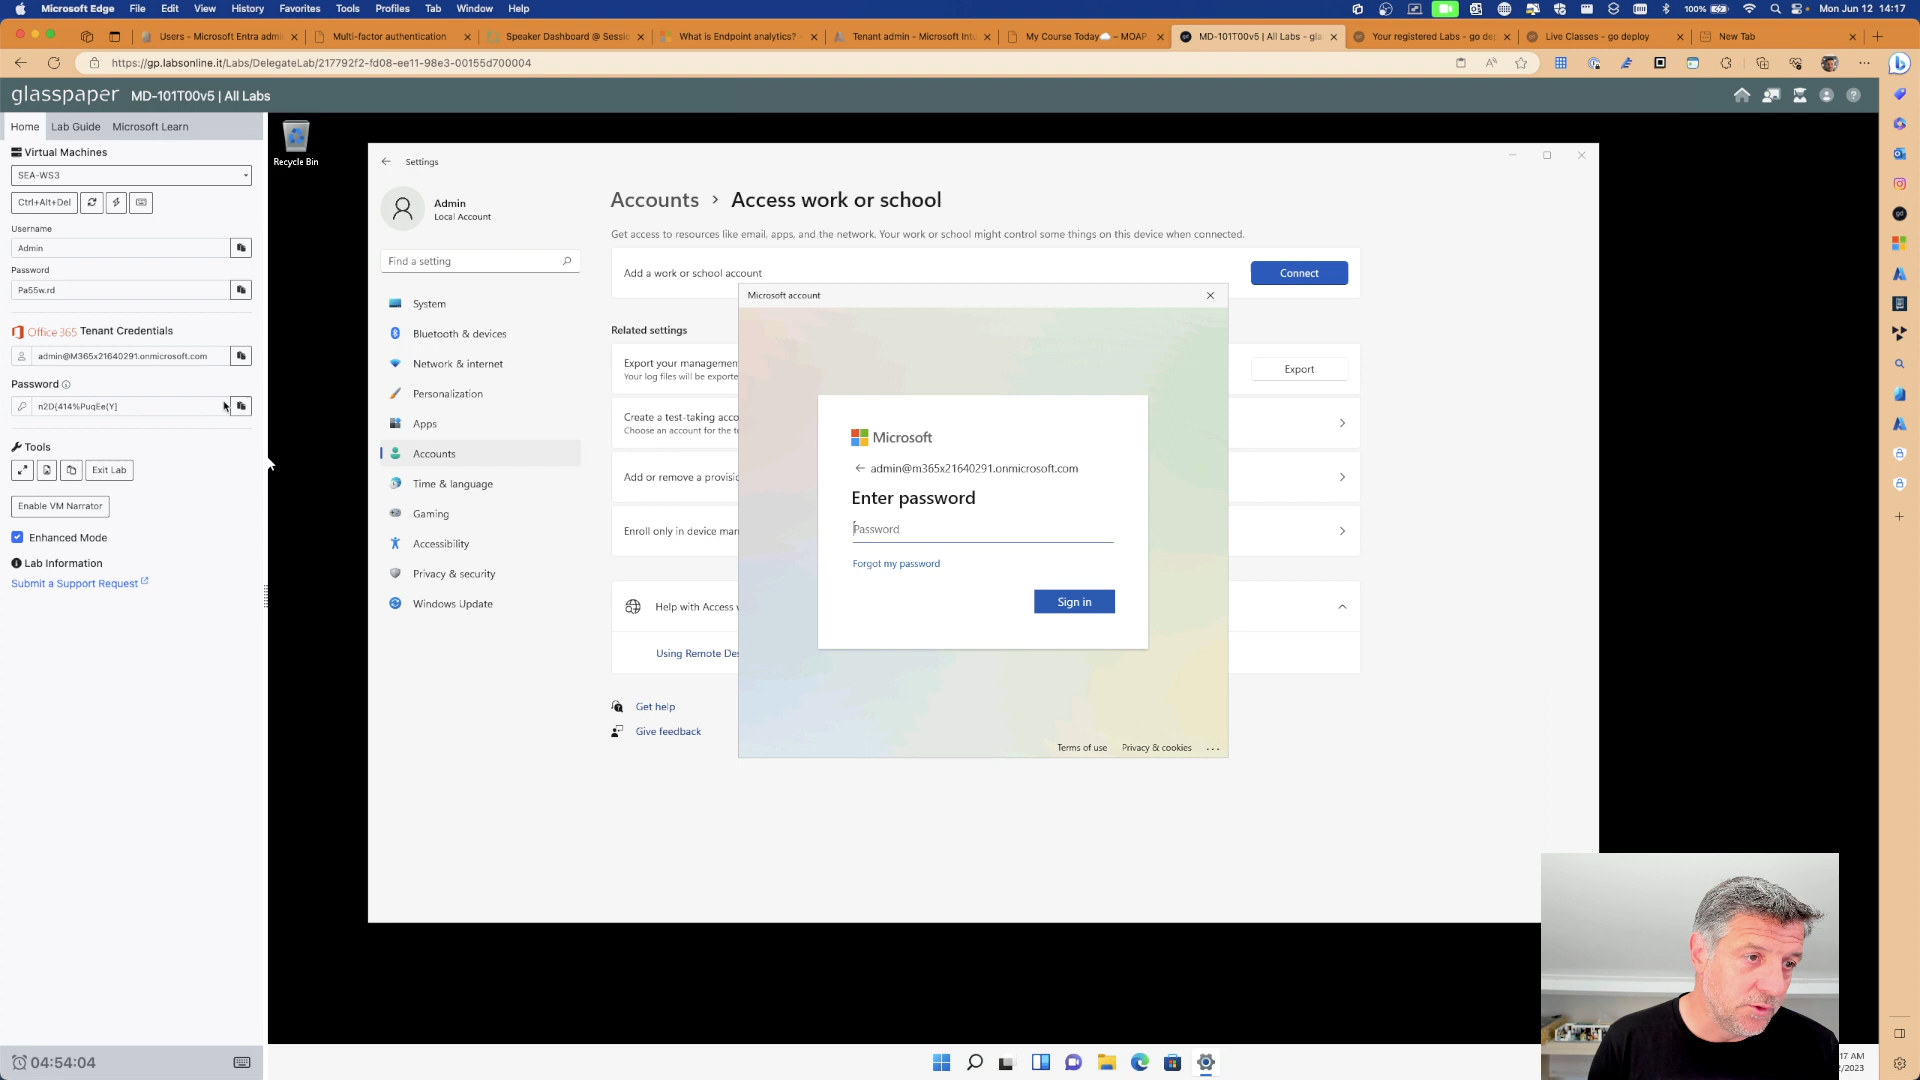 Microsoft Edge File Edit View History Favorites Tools Profiles Tab Window Help
100% Mon Jun 12 14:17
Users - Microsoft Entra admi
Multi-factor authentication
Speaker Dashboard @ Sessio
What is Endpoint analytics? -
Tenant admin - Microsoft Intu
My Course Today – MOAP.
MD-101T00v5 | All Labs - gla
Your registered Labs - go de
Live Classes - go deploy
New Tab
https://gp.labsonline.it/Labs/DelegateLab/217792f2-fd08-ee11-98e3-00155d700004
glasspaper MD-101T00v5 | All Labs
Home Lab Guide Microsoft Learn
Virtual Machines
SEA-WS3
Ctrl+Alt+Del
Username
Admin
Password
Pa55w.rd
Office 365 Tenant Credentials
admin@M365x21640291.onmicrosoft.com
Password
n2D{414%PuqEe(Y]
Tools
Exit Lab
Enable VM Narrator
Enhanced Mode
Lab Information
Submit a Support Request
04:54:04
Recycle Bin
Settings
Admin
Local Account
Find a setting
System
Bluetooth & devices
Network & internet
Personalization
Apps
Accounts
Time & language
Gaming
Accessibility
Privacy & security
Windows Update
Accounts › Access work or school
Get access to resources like email, apps, and the network. Your work or school might control some things on this device when connected.
Add a work or school account
Connect
Related settings
Export your managemen
Your log files will be exporte
Export
Create a test-taking acco
Choose an account for the t
Add or remove a provisio
Enroll only in device mar
Help with Access
Using Remote Des
Get help
Give feedback
Microsoft account
Microsoft
admin@m365x21640291.onmicrosoft.com
Enter password
Password
Forgot my password
Sign in
Terms of use Privacy & cookies ...
17 AM
/2023